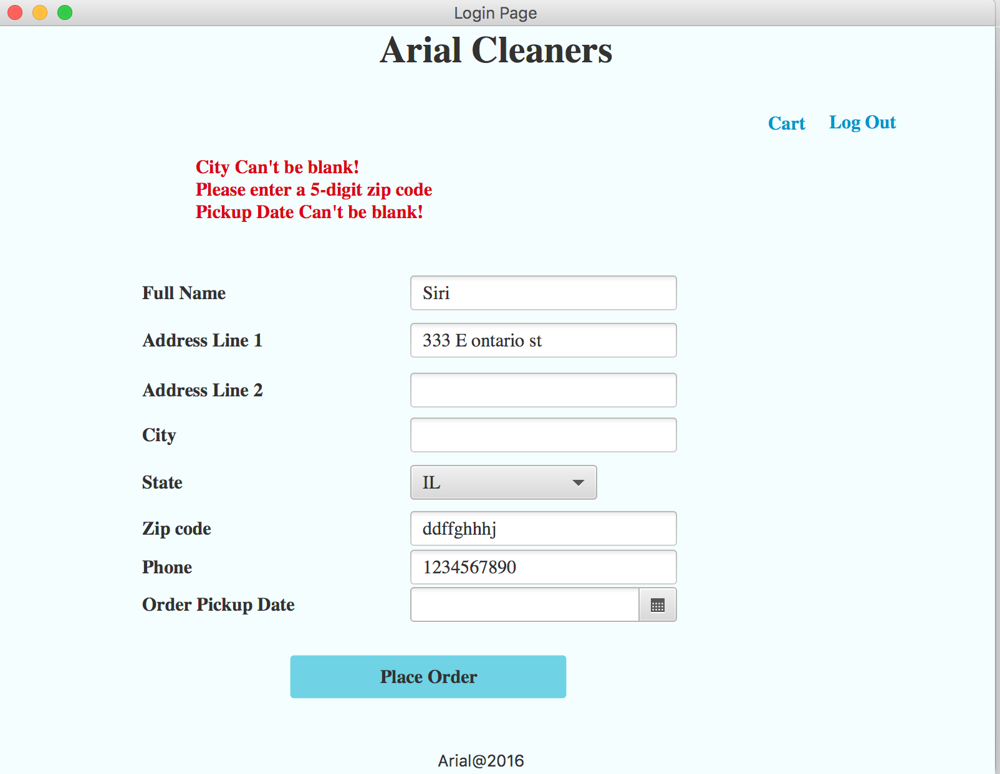 Login Page
Arial Cleaners
Cart Log Out
City Can't be blank!
Please enter a 5-digit zip code
Pickup Date Can't be blank!
Full Name Siri
Address Line 1 333 E ontario st
Address Line 2
City
State IL
Zip code ddffghhhj
Phone 1234567890
Order Pickup Date
Place Order
Arial@2016